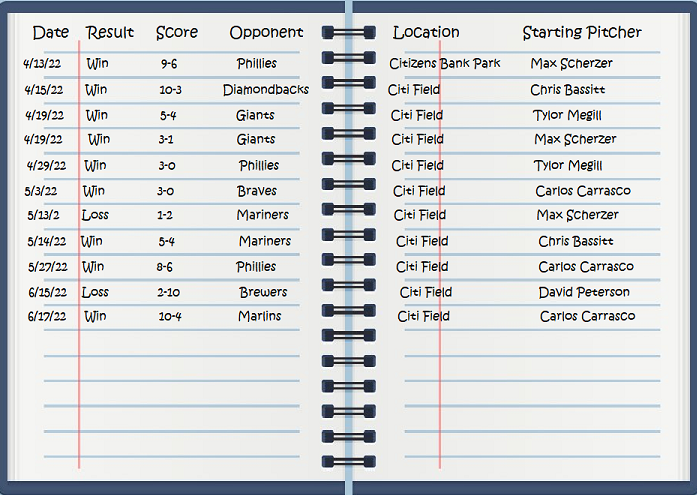 Date Result Score Opponent Location Starting Pitcher
4/13/22 Win 9-6 Phillies Citizens Bank Park Max Scherzer
4/15/22 Win 10-3 Diamondbacks Citi Field Chris Bassitt
4/19/22 Win 5-4 Giants Citi Field Tylor Megill
4/19/22 Win 3-1 Giants Citi Field Max Scherzer
4/29/22 Win 3-0 Phillies Citi Field Tylor Megill
5/3/22 Win 3-0 Braves Citi Field Carlos Carrasco
5/13/2 Loss 1-2 Mariners Citi Field Max Scherzer
5/14/22 Win 5-4 Mariners Citi Field Chris Bassitt
5/27/22 Win 8-6 Phillies Citi Field Carlos Carrasco
6/15/22 Loss 2-10 Brewers Citi Field David Peterson
6/17/22 Win 10-4 Marlins Citi Field Carlos Carrasco